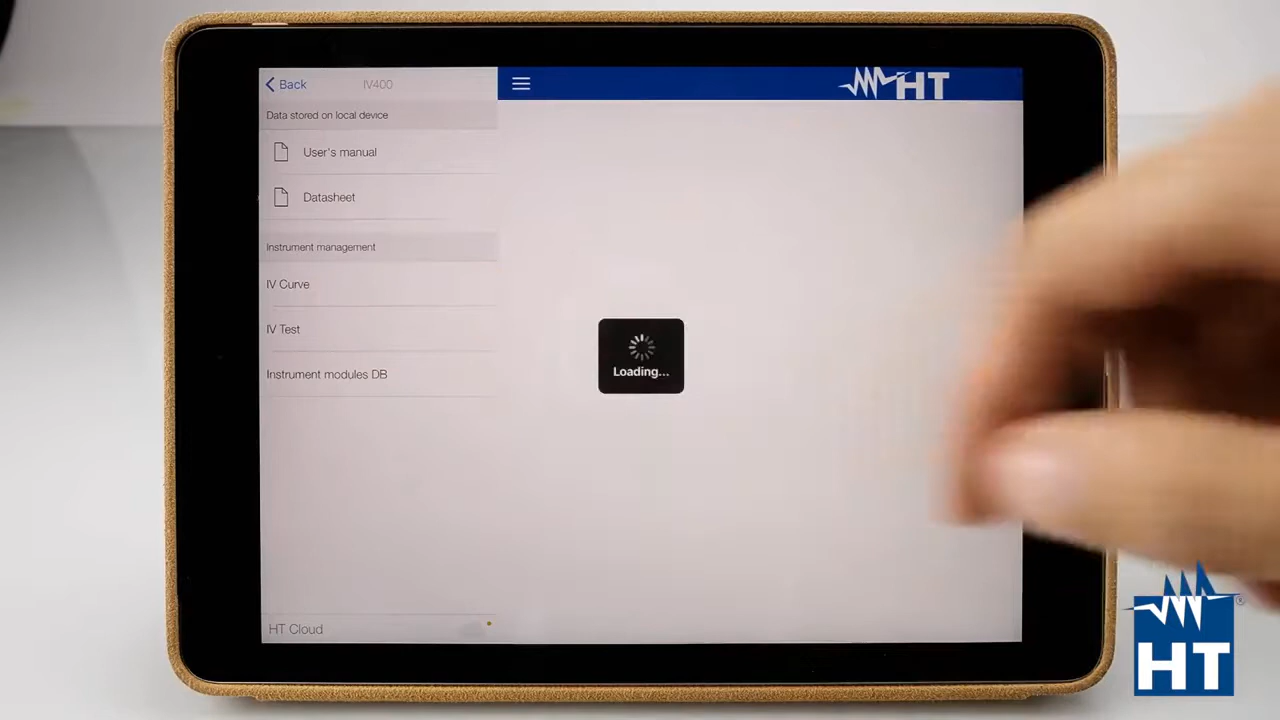 Back
IV400
HT
Data stored on local device
User's manual
Datasheet
Instrument management
IV Curve
IV Test
Instrument modules DB
Loading...
HT Cloud
HT